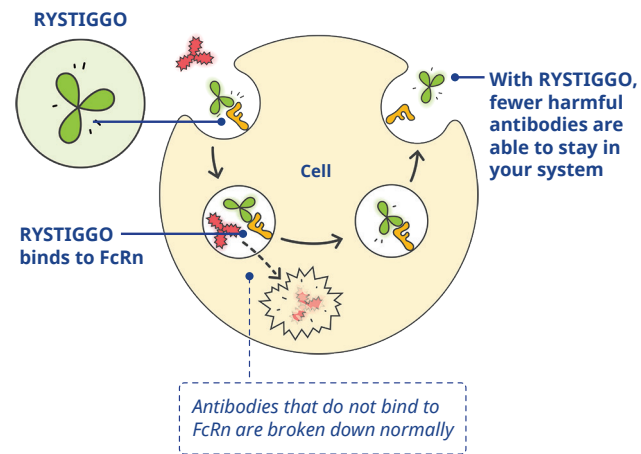 RYSTIGGO
With RYSTIGGO,
fewer harmful
antibodies are
able to stay in
your system
Cell
RYSTIGGO
binds to FcRn
Antibodies that do not bind to
FcRn are broken down normally